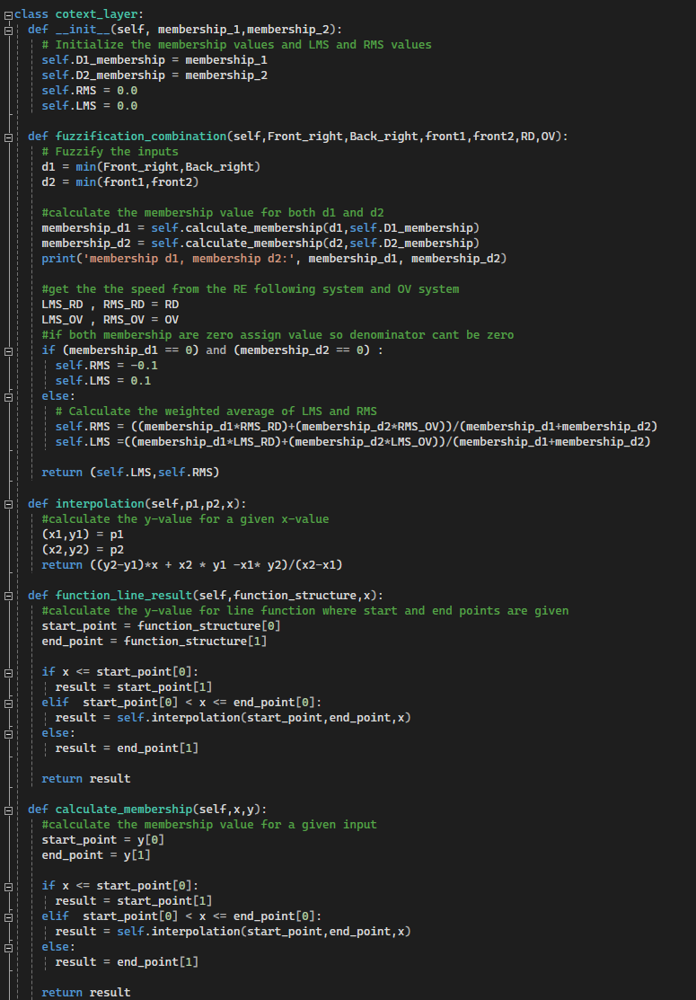 class cotext_layer:
def __init__(self, membership_1,membership_2):
# Initialize the membership values and LMS and RMS values
self.D1_membership = membership_1
self.D2_membership = membership_2
self.RMS = 0.0
self.LMS = 0.0
def fuzzification_combination(self,Front_right,Back_right,front1,front2,RD,OV):
# Fuzzify the inputs
d1 = min(Front_right,Back_right)
d2 = min(front1,front2)
#calculate the membership value for both d1 and d2
membership_d1 = self.calculate_membership(d1,self.D1_membership)
membership_d2 = self.calculate_membership(d2,self.D2_membership)
print('membership d1, membership d2:', membership_d1, membership_d2)
#get the the speed from the RE following system and OV system
LMS_RD , RMS_RD = RD
LMS_OV , RMS_OV = OV
#if both membership are zero assign value so denominator cant be zero
if (membership_d1 == 0) and (membership_d2 == 0) :
self.RMS = -0.1
self.LMS = 0.1
else:
# Calculate the weighted average of LMS and RMS
self.RMS = ((membership_d1*RMS_RD)+(membership_d2*RMS_OV))/(membership_d1+membership_d2)
self.LMS =((membership_d1*LMS_RD)+(membership_d2*LMS_OV))/(membership_d1+membership_d2)
return (self.LMS,self.RMS)
def interpolation(self,p1,p2,x):
#calculate the y-value for a given x-value
(x1,y1) = p1
(x2,y2) = p2
return ((y2-y1)*x + x2 * y1 -x1* y2)/(x2-x1)
def function_line_result(self,function_structure,x):
#calculate the y-value for line function where start and end points are given
start_point = function_structure[0]
end_point = function_structure[1]
if x <= start_point[0]:
result = start_point[1]
elif  start_point[0] < x <= end_point[0]:
result = self.interpolation(start_point,end_point,x)
else:
result = end_point[1]
return result
def calculate_membership(self,x,y):
#calculate the membership value for a given input
start_point = y[0]
end_point = y[1]
if x <= start_point[0]:
result = start_point[1]
elif  start_point[0] < x <= end_point[0]:
result = self.interpolation(start_point,end_point,x)
else:
result = end_point[1]
return result